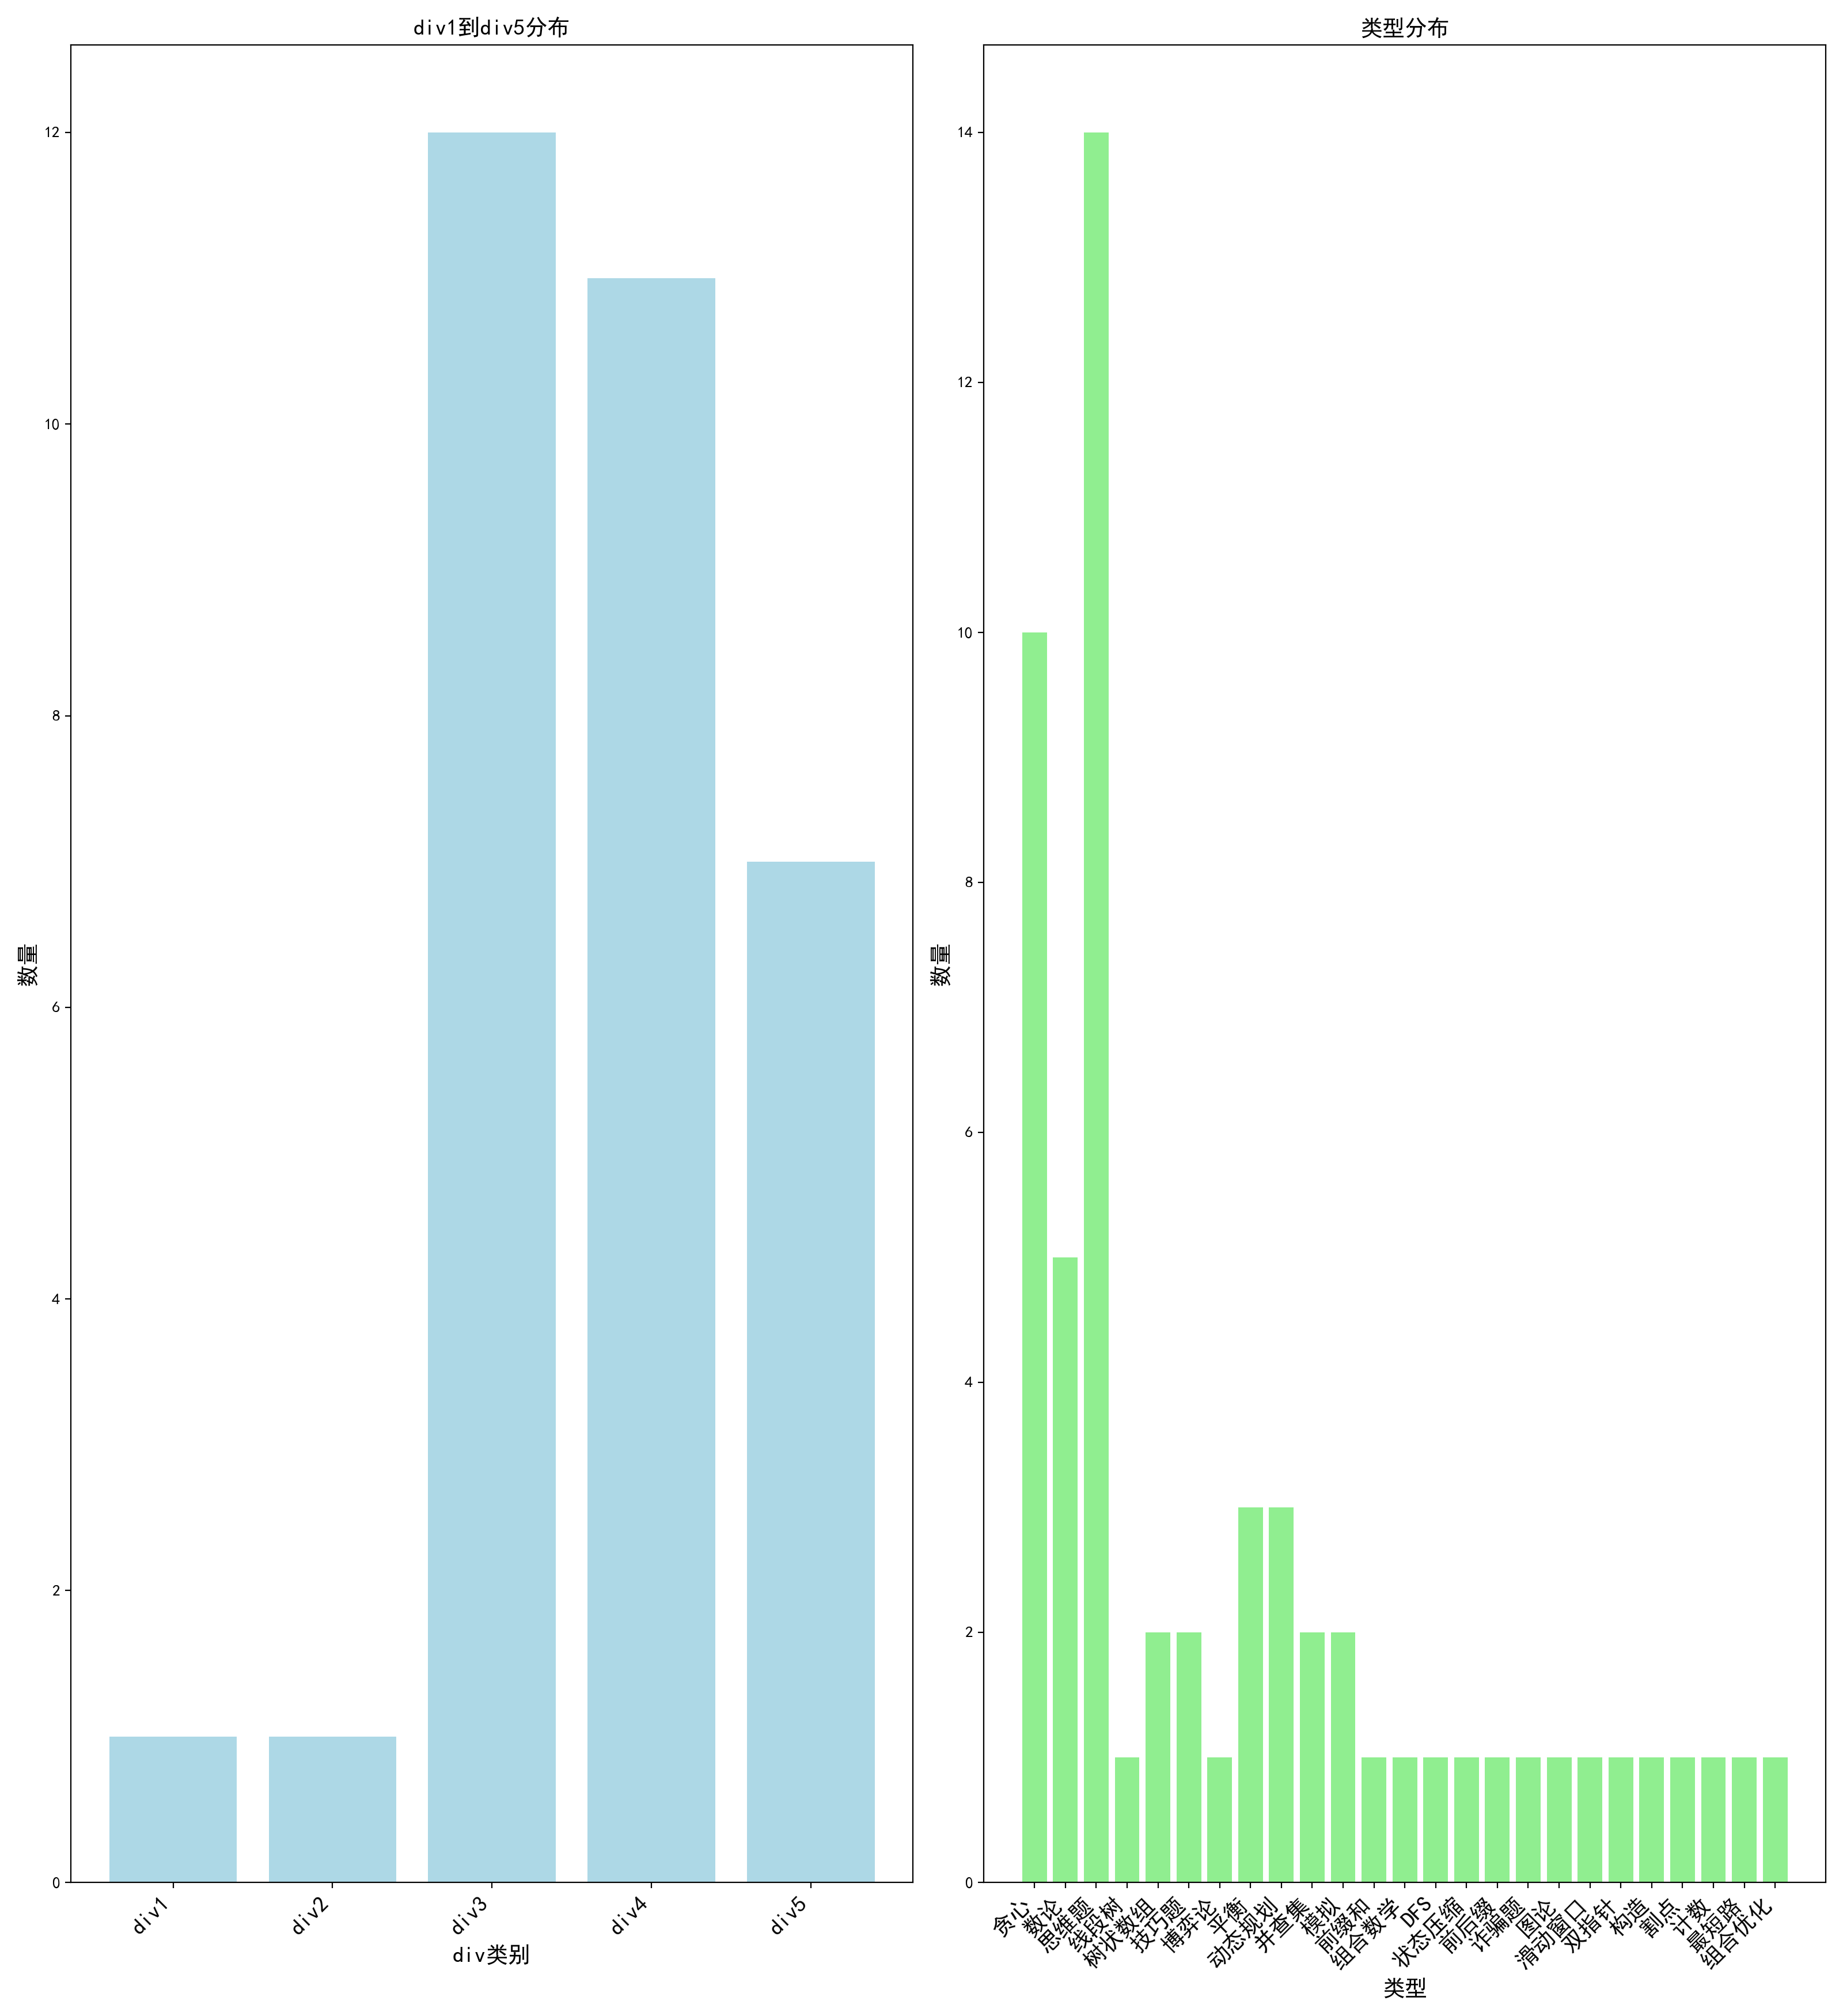 div1到div5分布
12
10
8
6
4
2
0
数量
div1
div2
div3
div4
div5
div类别
类型分布
14
12
10
8
6
4
2
0
数量
贪心
数论
思维题
线段树
树状数组
技巧题
博弈论
平衡
动态规划
并查集
模拟
前缀和
组合数学
DFS
状态压缩
前后缀
诈骗题
图论
滑动窗口
双指针
构造
割点
计数
最短路
组合优化
类型